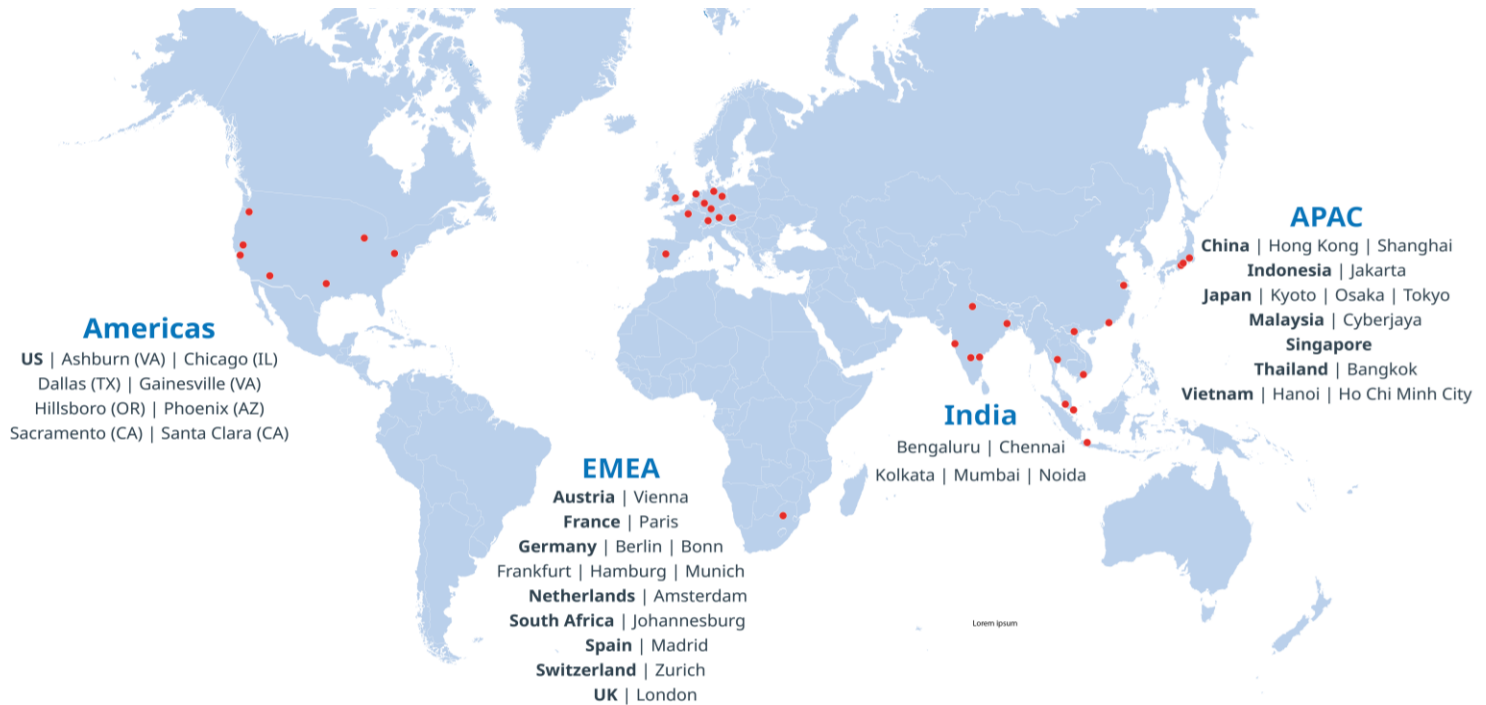 Americas
US | Ashburn (VA) | Chicago (IL)
Dallas (TX) | Gainesville (VA)
Hillsboro (OR) | Phoenix (AZ)
Sacramento (CA) | Santa Clara (CA)
EMEA
Austria | Vienna
France | Paris
Germany | Berlin | Bonn
Frankfurt | Hamburg | Munich
Netherlands | Amsterdam
South Africa | Johannesburg
Spain | Madrid
Switzerland | Zurich
UK | London
India
Bengaluru | Chennai
Kolkata | Mumbai | Noida
APAC
China | Hong Kong | Shanghai
Indonesia | Jakarta
Japan | Kyoto | Osaka | Tokyo
Malaysia | Cyberjaya
Singapore
Thailand | Bangkok
Vietnam | Hanoi | Ho Chi Minh City
Lorem ipsum